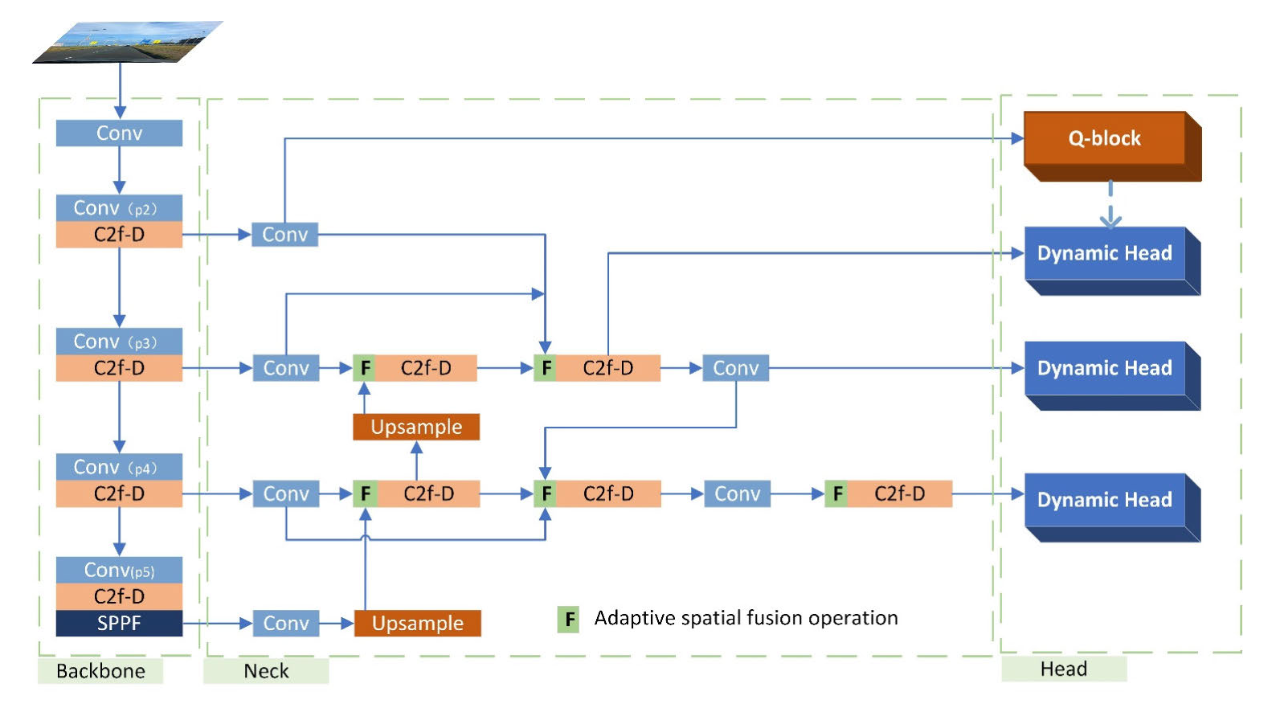 Conv
Q-block
Conv（p2）
C2f-D
Conv
Dynamic Head
Conv（p3）
C2f-D
Conv
F C2f-D
F C2f-D
Conv
Dynamic Head
Upsample
Conv（p4）
C2f-D
Conv
F C2f-D
F C2f-D
Conv
F C2f-D
Dynamic Head
Conv(p5)
C2f-D
SPPF
Conv
Upsample
F Adaptive spatial fusion operation
Backbone
Neck
Head